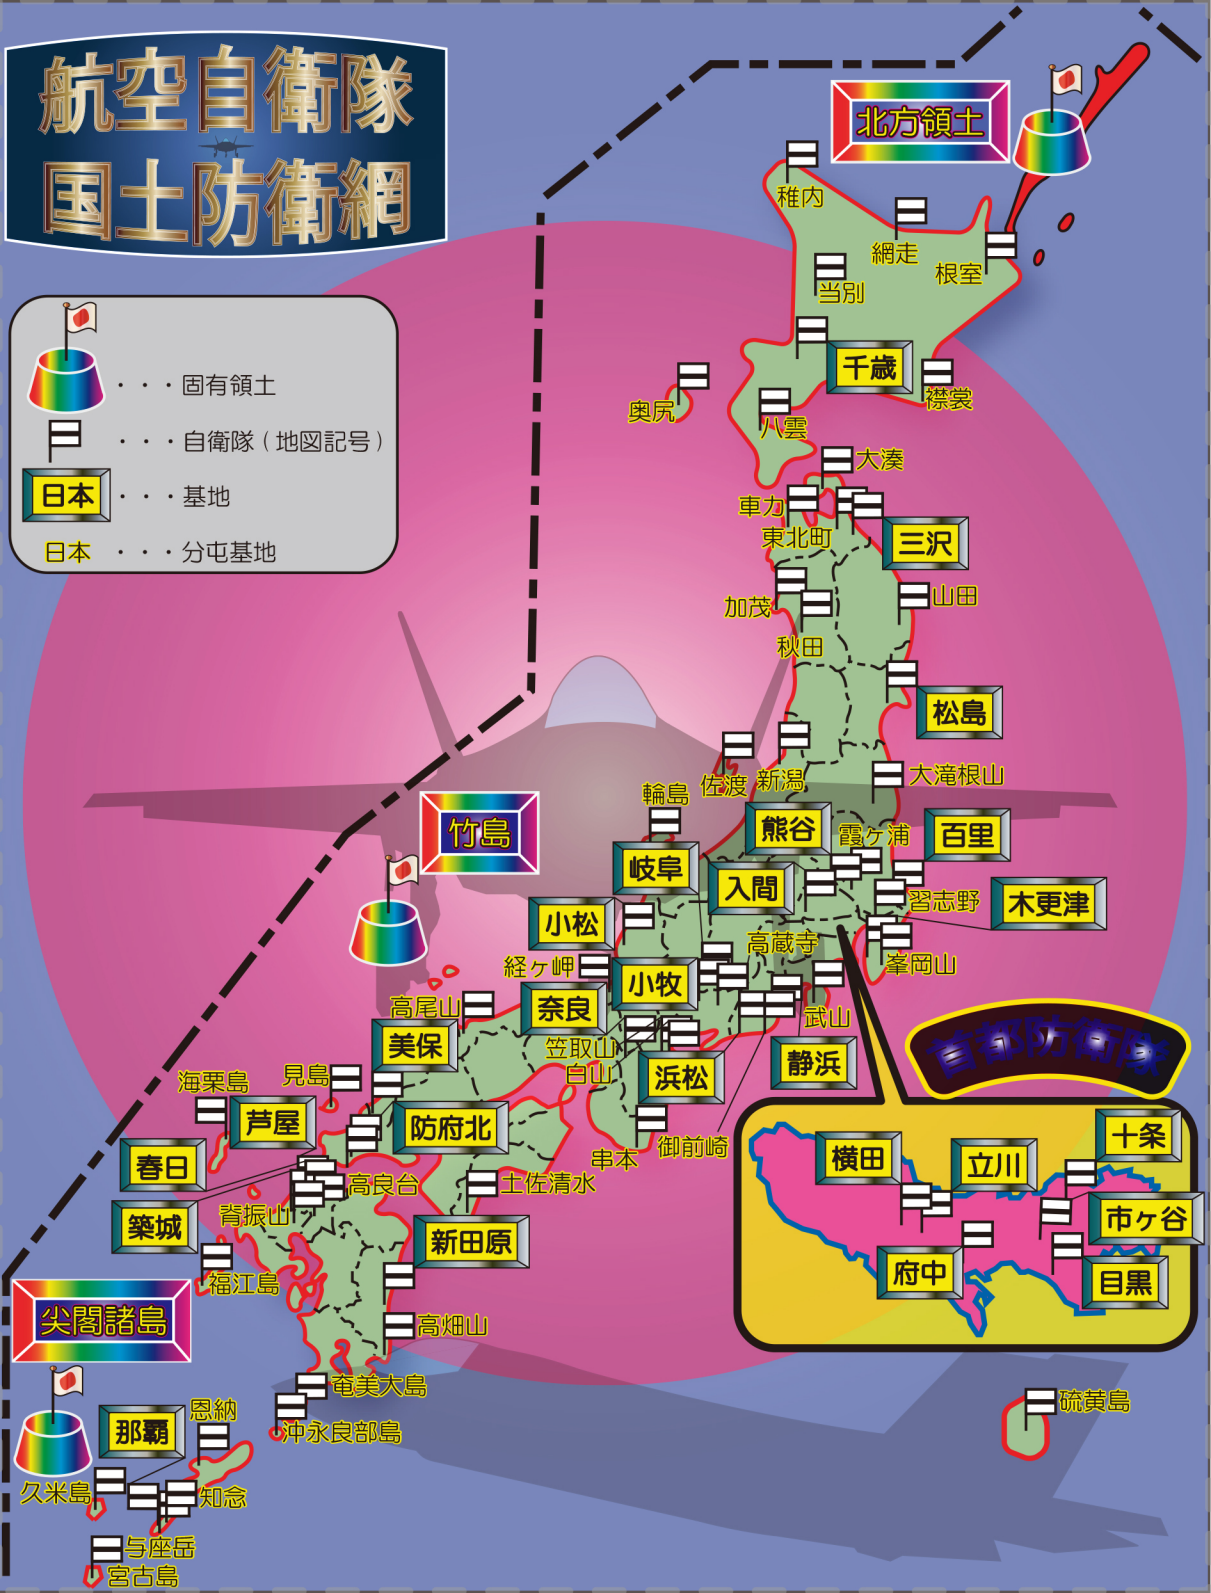 航空自衛隊
国土防衛網
・・・固有領土
・・・自衛隊（地図記号）
日本 ・・・基地
日本 ・・・分屯基地
北方領土
稚内
網走
根室
当別
千歳
襟裳
奥尻
八雲
大湊
車力
東北町
三沢
加茂
山田
秋田
松島
佐渡
新潟
大滝根山
輪島
熊谷
霞ヶ浦
百里
竹島
岐阜
入間
習志野
木更津
小松
高蔵寺
峯岡山
経ヶ岬
小牧
高尾山
奈良
武山
美保
笠取山
白山
浜松
静浜
首都防衛隊
海栗島
見島
芦屋
防府北
串本
御前崎
春日
高良台
土佐清水
築城
脊振山
新田原
福江島
横田
立川
十条
市ヶ谷
府中
目黒
尖閣諸島
高畑山
奄美大島
沖永良部島
硫黄島
恩納
那覇
久米島
知念
与座岳
宮古島